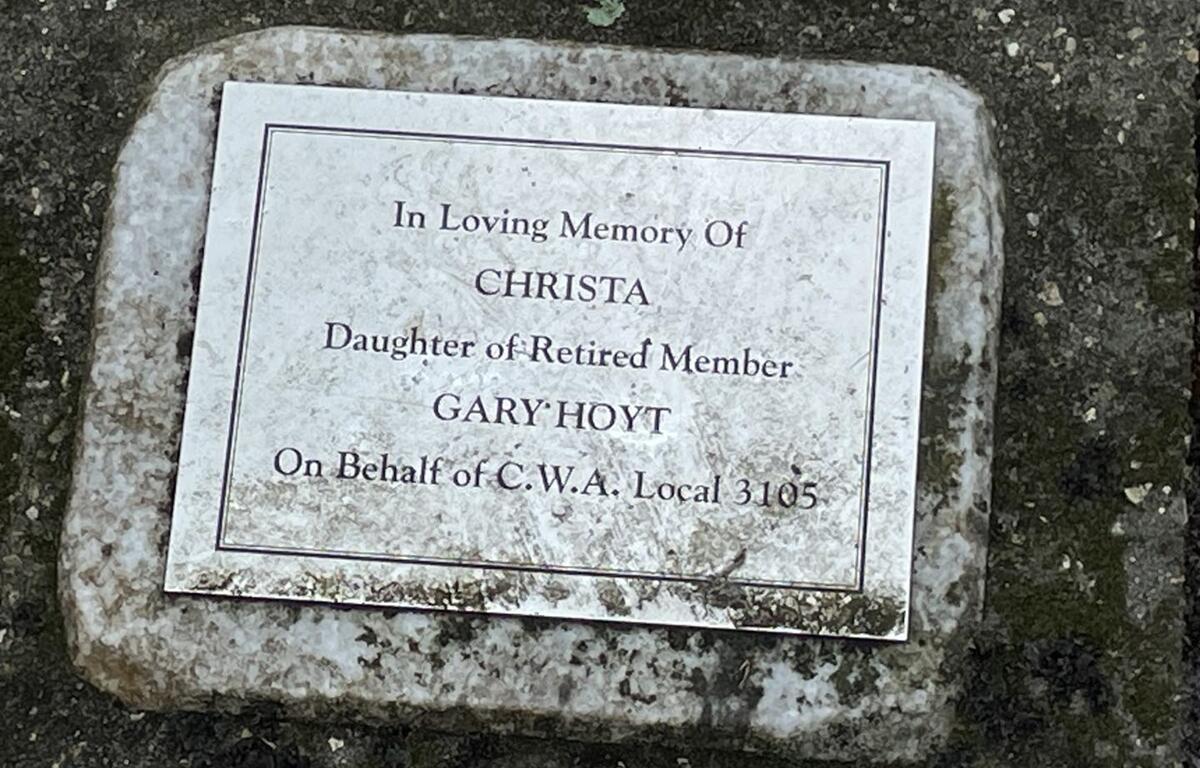 In Loving Memory Of
CHRISTA
Daughter of Retired Member
GARY HOYT
On Behalf of C.W.A. Local 3105